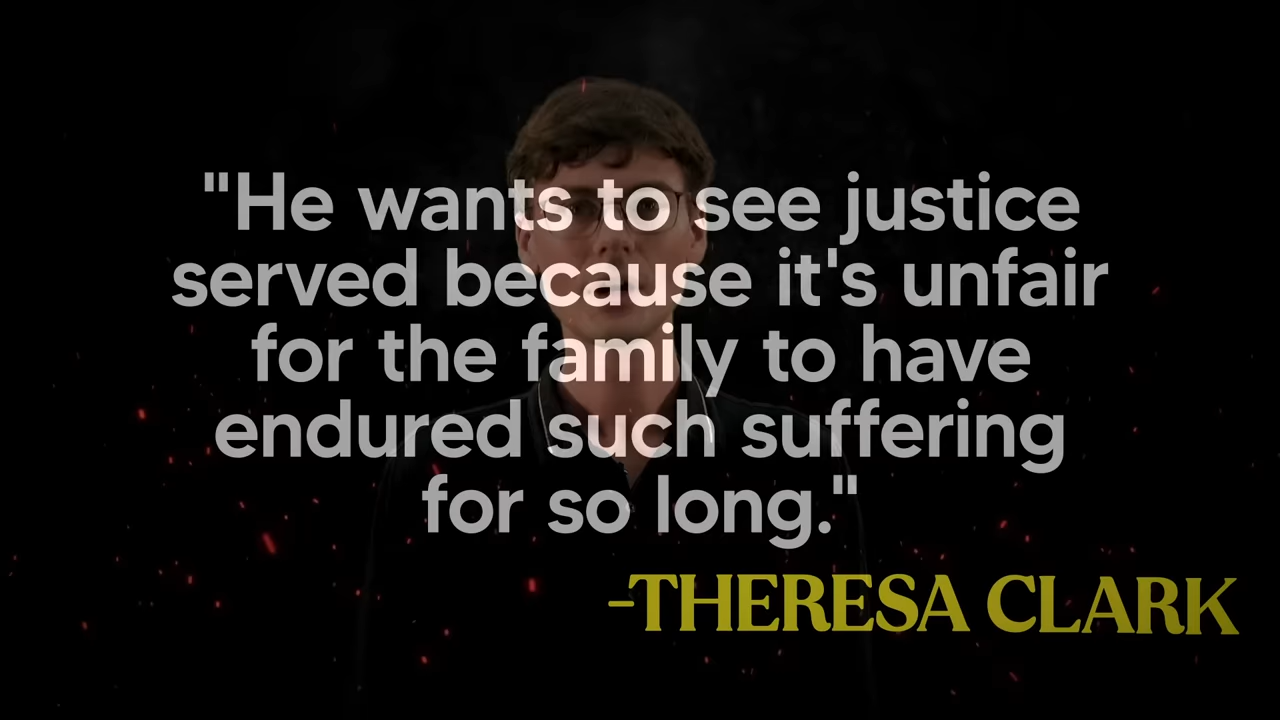 "He wants to see justice
served because it's unfair
for the family to have
endured such suffering
for so long."
-THERESA CLARK